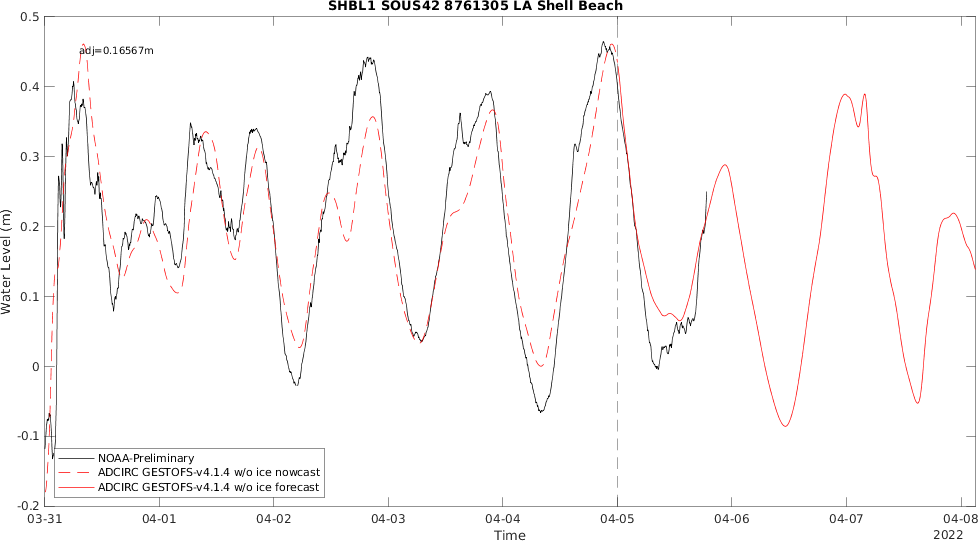 SHBL1 SOUS42 8761305 LA Shell Beach
adj=0.16567m
0.5
0.4
0.3
0.2
0.1
0
-0.1
-0.2
Water Level (m)
NOAA-Preliminary
ADCIRC GESTOFS-v4.1.4 w/o ice nowcast
ADCIRC GESTOFS-v4.1.4 w/o ice forecast
03-31 04-01 04-02 04-03 04-04 04-05 04-06 04-07 04-08
Time
2022